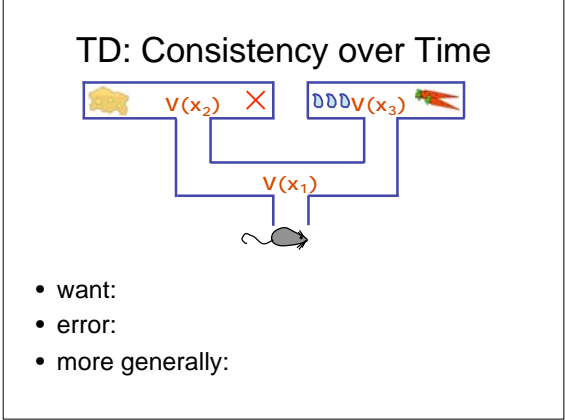 TD: Consistency over Time
V(x₂)
V(x₃)
V(x₁)
• want:
• error:
• more generally: